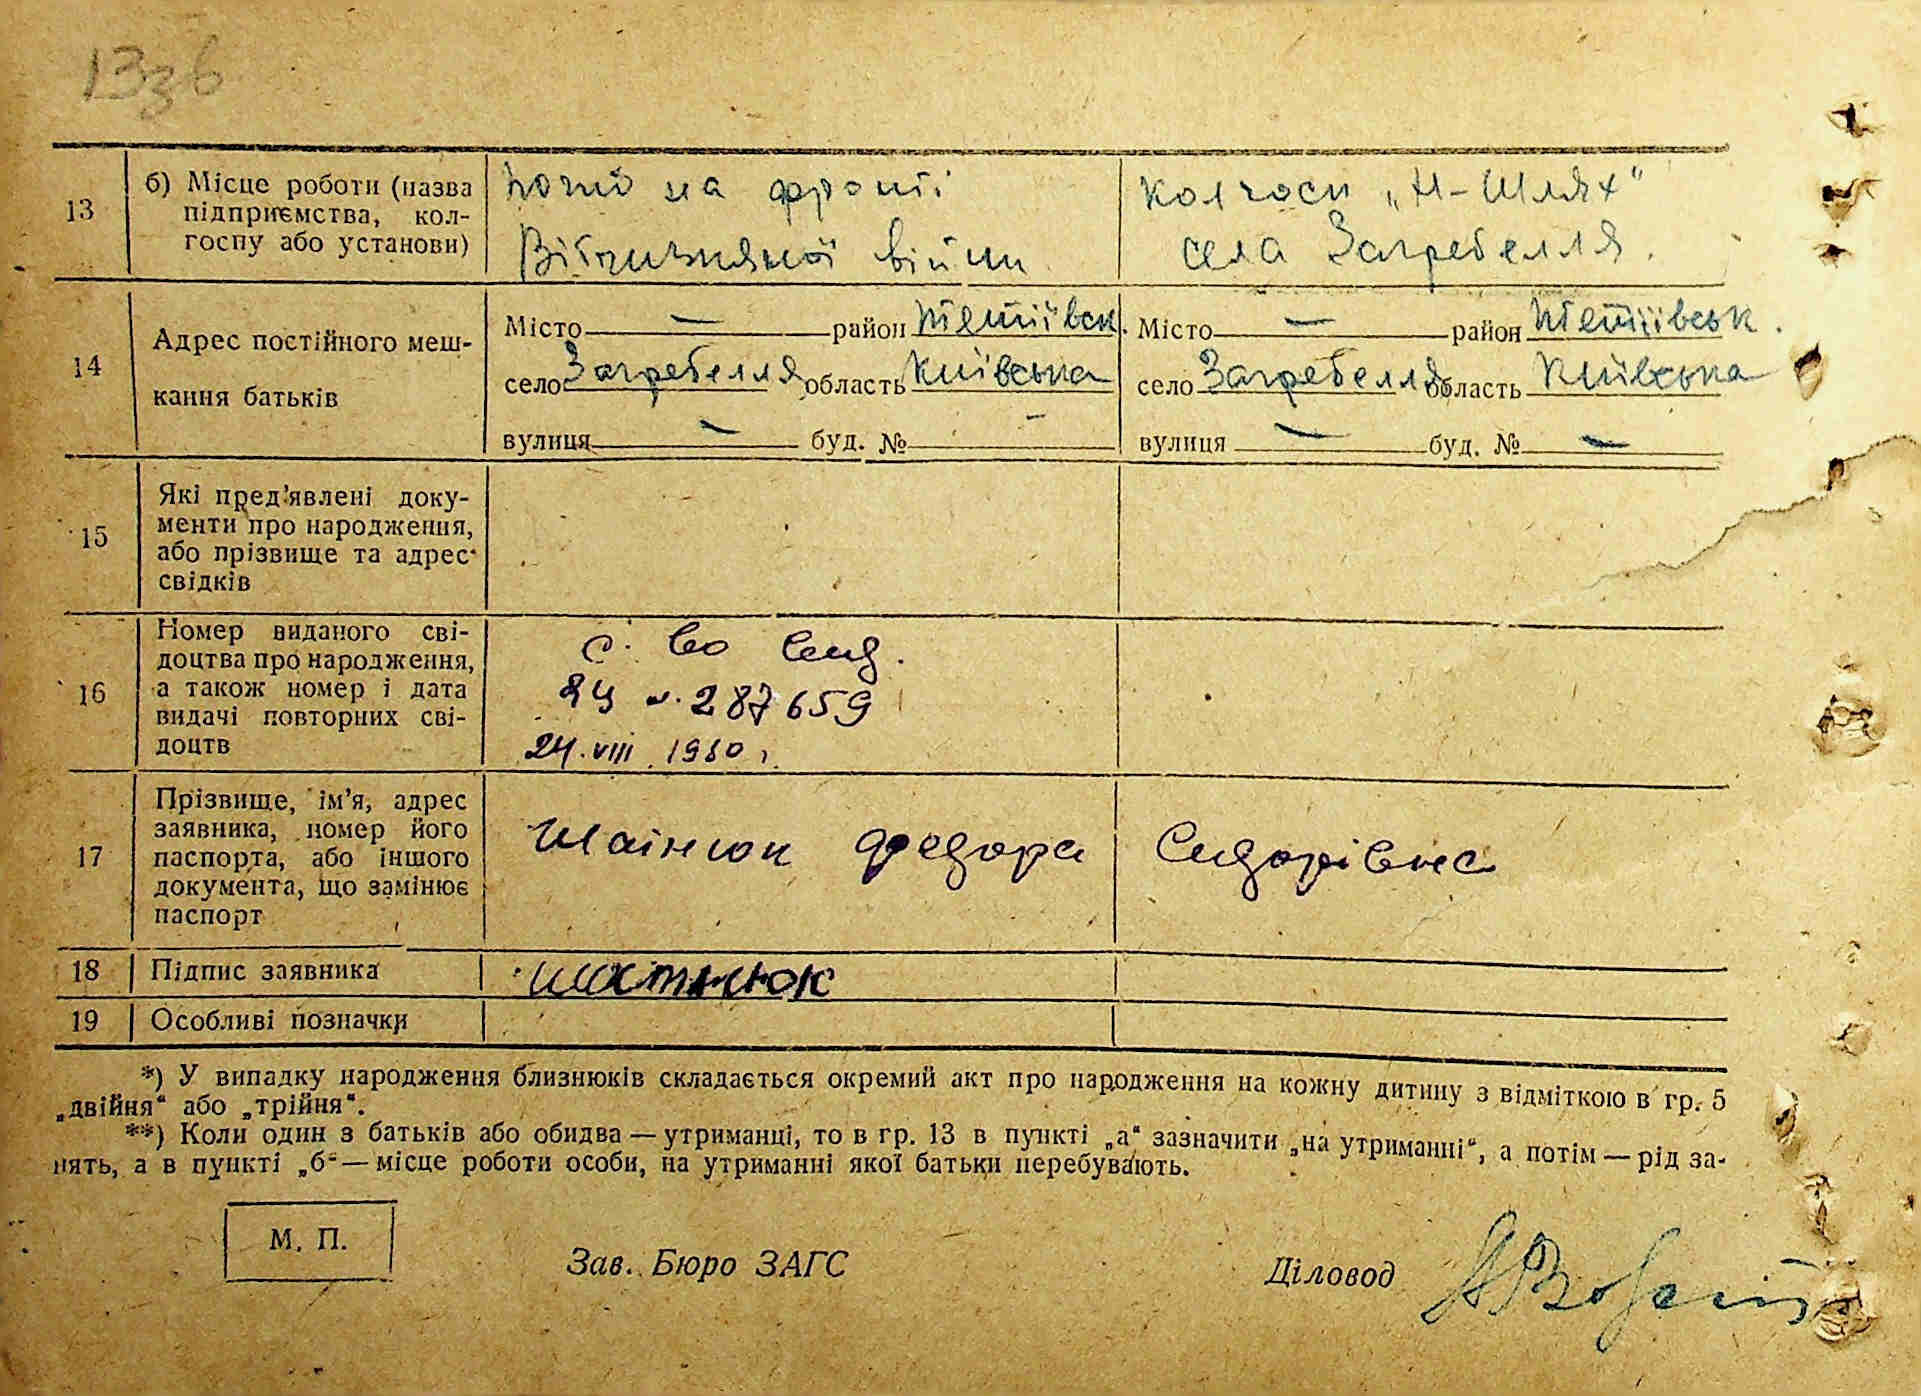 13зв
13
б) Місце роботи (назва
підприємства, кол-
госпу або установи)
на фронті
Вітчизняної війни
колгосп „Н-Шлях"
села Загребелля.
14
Адрес постійного меш-
кання батьків
Місто — район Тетіївськ.
село Загребелля область Київська
вулиця — буд. № —
Місто — район Тетіївськ.
село Загребелля область Київська
вулиця — буд. № —
15
Які пред'явлені доку-
менти про народження,
або прізвище та адрес
свідків
16
Номер виданого сві-
доцтва про народження,
а також номер і дата
видачі повторних сві-
доцтв
с. во
287659
24. VIII 1980 г.
17
Прізвище, ім'я, адрес
заявника, номер його
паспорта, або іншого
документа, що замінює
паспорт
Федора Сидорівна
18
Підпис заявника
19
Особливі позначки
*) У випадку народження близнюків складається окремий акт про народження на кожну дитину з відміткою в гр. 5
„двійня" або „трійня".
**) Коли один з батьків або обидва — утриманці, то в гр. 13 в пункті „а" зазначити „на утриманні", а потім — рід за-
нять, а в пункті „б" — місце роботи особи, на утриманні якої батьки перебувають.
М. П.
Зав. Бюро ЗАГС
Діловод